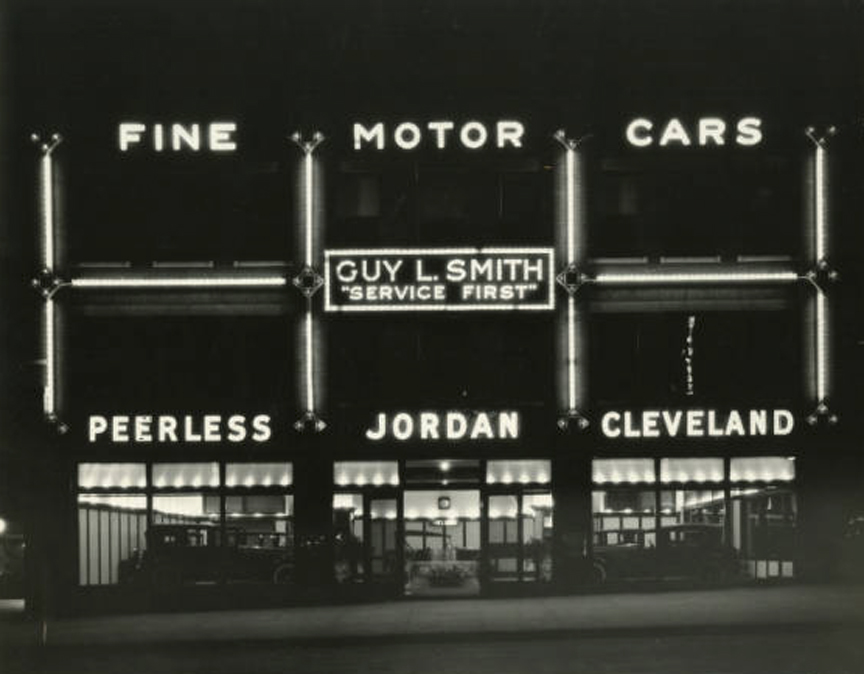 FINE MOTOR CARS
GUY L. SMITH
"SERVICE FIRST"
PEERLESS JORDAN CLEVELAND